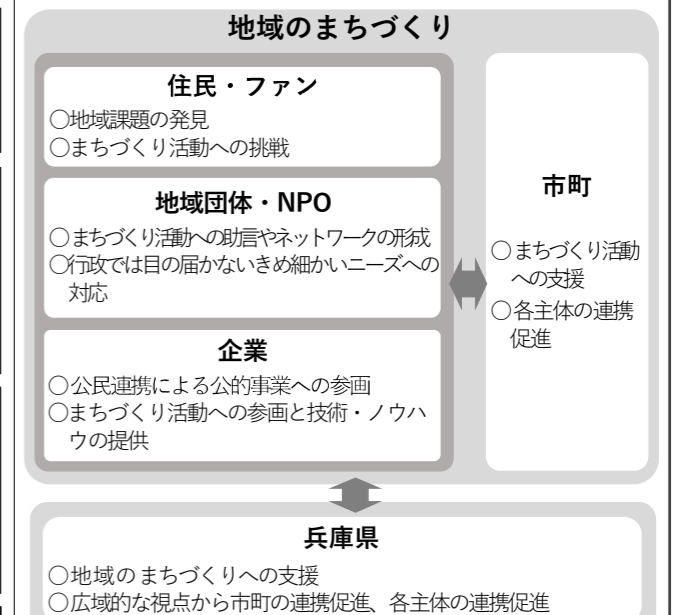 地域のまちづくり
住民・ファン
○地域課題の発見
○まちづくり活動への挑戦
地域団体・NPO
○まちづくり活動への助言やネットワークの形成
○行政では目の届かないきめ細かいニーズへの
対応
企業
○公民連携による公的事業への参画
○まちづくり活動への参画と技術・ノウハ
ウの提供
市町
○まちづくり活動
への支援
○各主体の連携
促進
兵庫県
○地域のまちづくりへの支援
○広域的な視点から市町の連携促進、各主体の連携促進